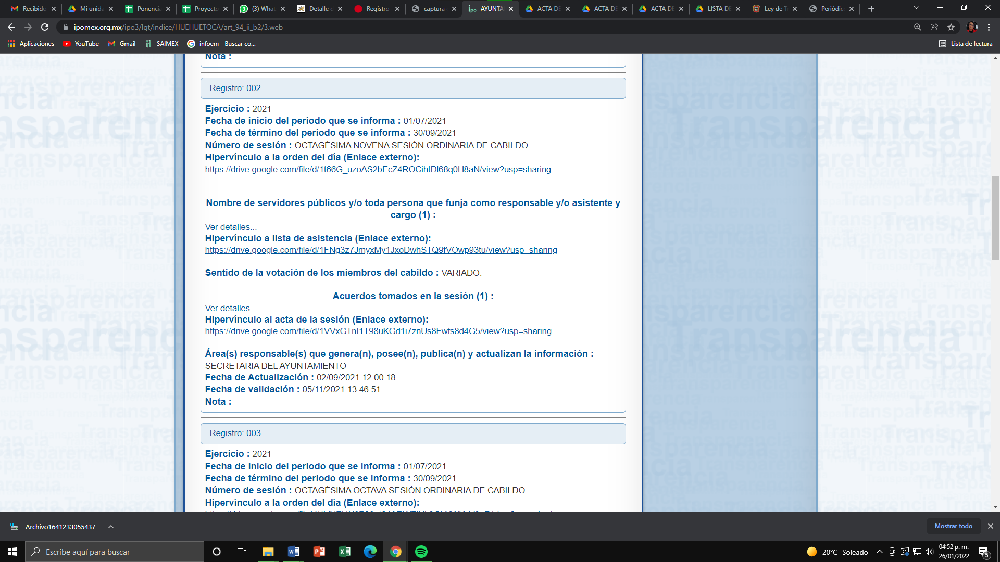 Recibido
Mi unida
Ponencia
Proyecto
(3) What
Detalle d
Registro
captura
AYUNTA
ACTA DE
ACTA DE
ACTA DE
LISTA DE
Ley de T
Periódic
ipomex.org.mx/ipo3/lgt/indice/HUEHUETOCA/art_94_ii_b2/3.web
Aplicaciones
YouTube
Gmail
SAIMEX
infoem - Buscar co...
Lista de lectura
Nota :
Registro: 002
Ejercicio : 2021
Fecha de inicio del periodo que se informa : 01/07/2021
Fecha de término del periodo que se informa : 30/09/2021
Número de sesión : OCTAGÉSIMA NOVENA SESIÓN ORDINARIA DE CABILDO
Hipervínculo a la orden del día (Enlace externo):
https://drive.google.com/file/d/1t66G_uzoAS2bEcZ4ROCihtDl68q0H8aN/view?usp=sharing
Nombre de servidores públicos y/o toda persona que funja como responsable y/o asistente y
cargo (1) :
Ver detalles...
Hipervínculo a lista de asistencia (Enlace externo):
https://drive.google.com/file/d/1FNg3z7JmyxMy1JxoDwhSTQ9fVOwp93tu/view?usp=sharing
Sentido de la votación de los miembros del cabildo : VARIADO.
Acuerdos tomados en la sesión (1) :
Ver detalles...
Hipervínculo al acta de la sesión (Enlace externo):
https://drive.google.com/file/d/1VVxGTnI1T98uKGd1i7znUs8Fwfs8d4G5/view?usp=sharing
Área(s) responsable(s) que genera(n), posee(n), publica(n) y actualizan la información :
SECRETARIA DEL AYUNTAMIENTO
Fecha de Actualización : 02/09/2021 12:00:18
Fecha de validación : 05/11/2021 13:46:51
Nota :
Registro: 003
Ejercicio : 2021
Fecha de inicio del periodo que se informa : 01/07/2021
Fecha de término del periodo que se informa : 30/09/2021
Número de sesión : OCTAGÉSIMA OCTAVA SESIÓN ORDINARIA DE CABILDO
Hipervínculo a la orden del día (Enlace externo):
Archivo1641233055437_
Mostrar todo
Escribe aquí para buscar
20°C Soleado
04:52 p. m.
26/01/2022
5